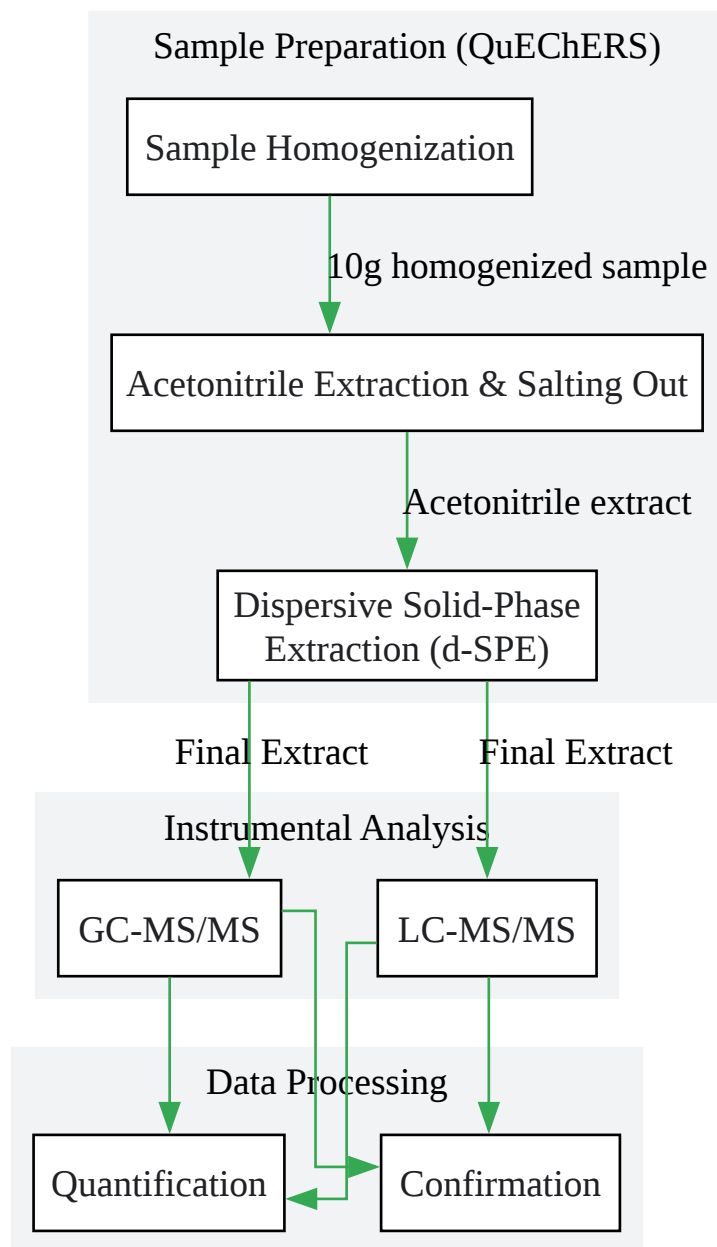 Sample Preparation (QuEChERS)
Sample Homogenization
10g homogenized sample
Acetonitrile Extraction & Salting Out
Acetonitrile extract
Dispersive Solid-Phase
Extraction (d-SPE)
Final Extract
Final Extract
Instrumental Analysis
GC-MS/MS
LC-MS/MS
Data Processing
Quantification
Confirmation